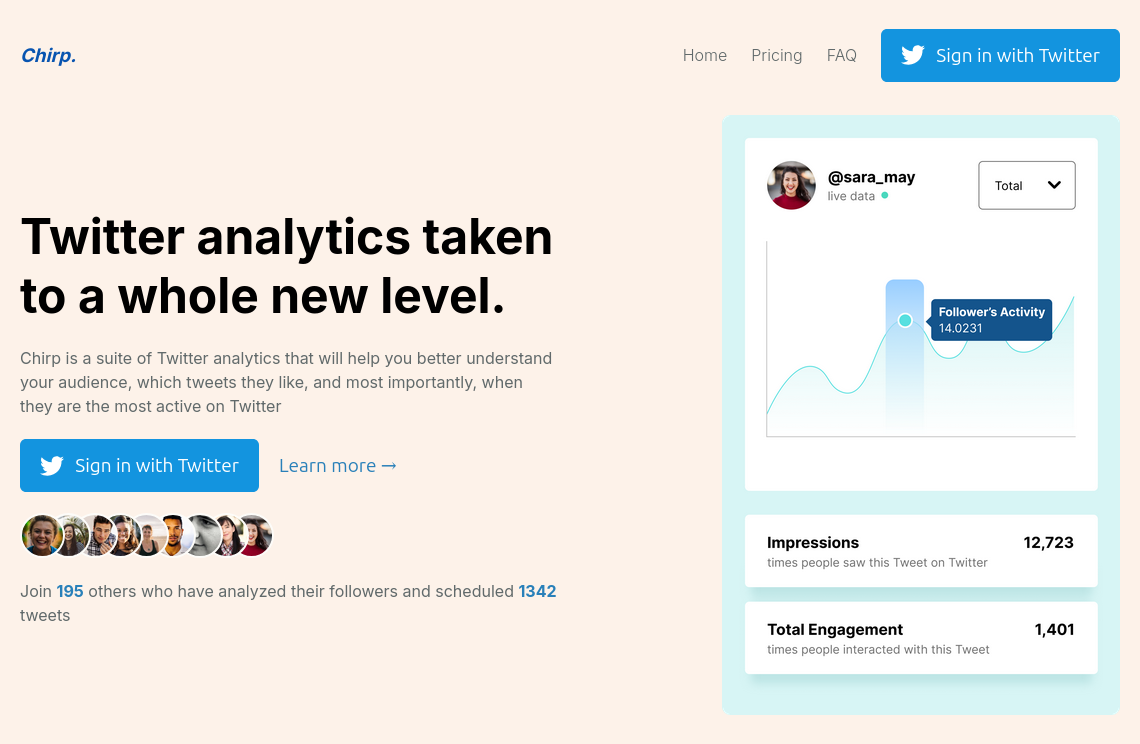 Chirp.
Home Pricing FAQ Sign in with Twitter
Twitter analytics taken
to a whole new level.
Chirp is a suite of Twitter analytics that will help you better understand
your audience, which tweets they like, and most importantly, when
they are the most active on Twitter
Sign in with Twitter Learn more →
Join 195 others who have analyzed their followers and scheduled 1342
tweets
@sara_may
live data
Total
Follower's Activity
14.0231
Impressions 12,723
times people saw this Tweet on Twitter
Total Engagement 1,401
times people interacted with this Tweet